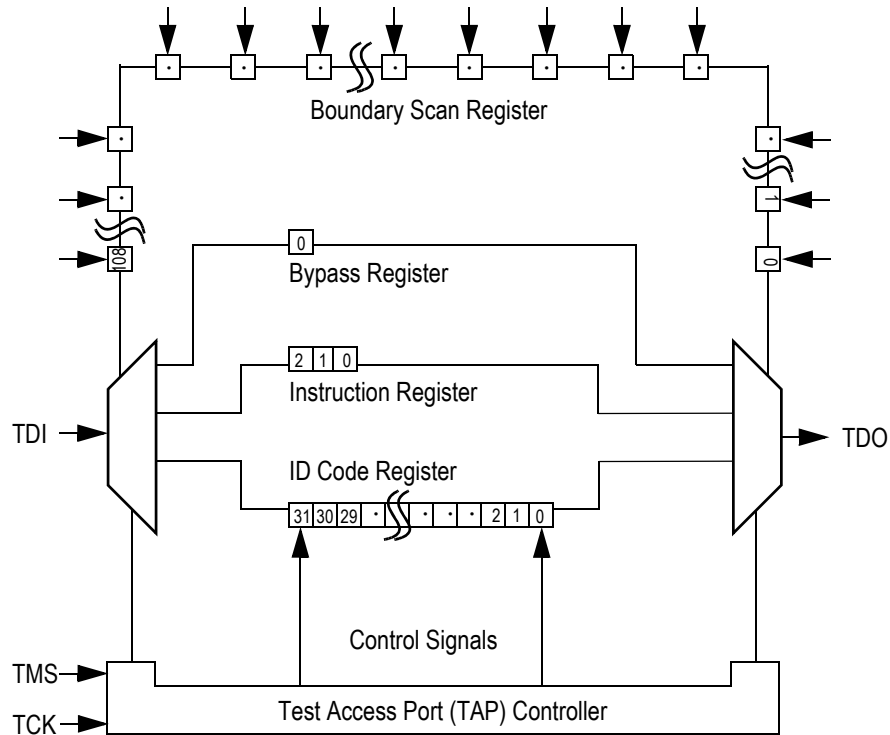 · · · · · · · ·
Boundary Scan Register
· ·
· 1
108 0
0
Bypass Register
2 1 0
Instruction Register
TDI TDO
ID Code Register
31 30 29 · · · · 2 1 0
Control Signals
TMS
Test Access Port (TAP) Controller
TCK